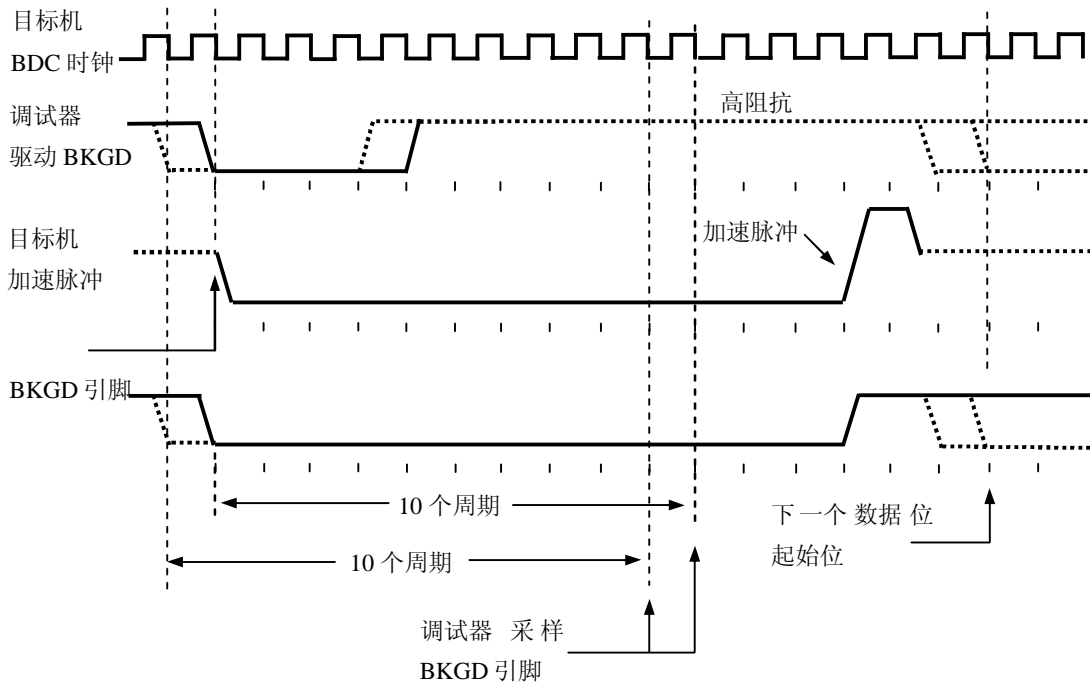 目标机
BDC 时钟
调试器
驱动 BKGD
高阻抗
目标机
加速脉冲
加速脉冲
BKGD 引脚
10 个周期
10 个周期
下一个 数据 位
起始位
调试器 采 样
BKGD 引脚